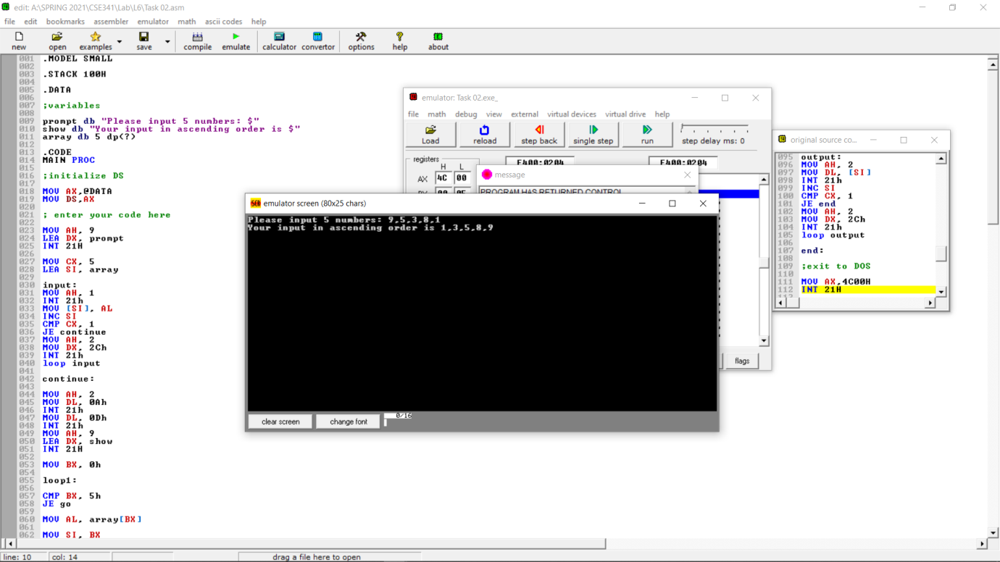 edit: A:\SPRING 2021\CSE341\Lab\L6\Task 02.asm
file edit bookmarks assembler emulator math ascii codes help
new open examples save compile emulate calculator convertor options help about
001 .MODEL SMALL
002
003 .STACK 100H
004
005 .DATA
006
007 ;variables
008
009 prompt db "Please input 5 numbers: $"
010 show db "Your input in ascending order is $"
011 array db 5 dp(?)
012
013 .CODE
014 MAIN PROC
015
016 ;initialize DS
017
018 MOV AX,@DATA
019 MOV DS,AX
020
021 ; enter your code here
022
023 MOV AH, 9
024 LEA DX, prompt
025 INT 21H
026
027 MOV CX, 5
028 LEA SI, array
029
030 input:
031 MOV AH, 1
032 INT 21h
033 MOV [SI], AL
034 INC SI
035 CMP CX, 1
036 JE continue
037 MOV AH, 2
038 MOV DX, 2Ch
039 INT 21h
040 loop input
041
042 continue:
043
044 MOV AH, 2
045 MOV DL, 0Ah
046 INT 21h
047 MOV DL, 0Dh
048 INT 21h
049 MOV AH, 9
050 LEA DX, show
051 INT 21H
052
053 MOV BX, 0h
054
055 loop1:
056
057 CMP BX, 5h
058 JE go
059
060 MOV AL, array[BX]
061
062 MOV SI, BX
line: 10 col: 14 drag a file here to open
emulator: Task 02.exe_
file math debug view external virtual devices virtual drive help
Load reload step back single step run step delay ms: 0
registers F400:0204 F400:0204
H L
AX 4C 00
message
PROGRAM HAS RETURNED CONTROL
flags
emulator screen (80x25 chars)
Please input 5 numbers: 9,5,3,8,1
Your input in ascending order is 1,3,5,8,9
clear screen change font 0/16
original source co...
095 output:
096 MOV AH, 2
097 MOV DL, [SI]
098 INT 21h
099 INC SI
100 CMP CX, 1
101 JE end
102 MOV AH, 2
103 MOV DX, 2Ch
104 INT 21h
105 loop output
106
107 end:
108
109 ;exit to DOS
110
111 MOV AX,4C00H
112 INT 21H